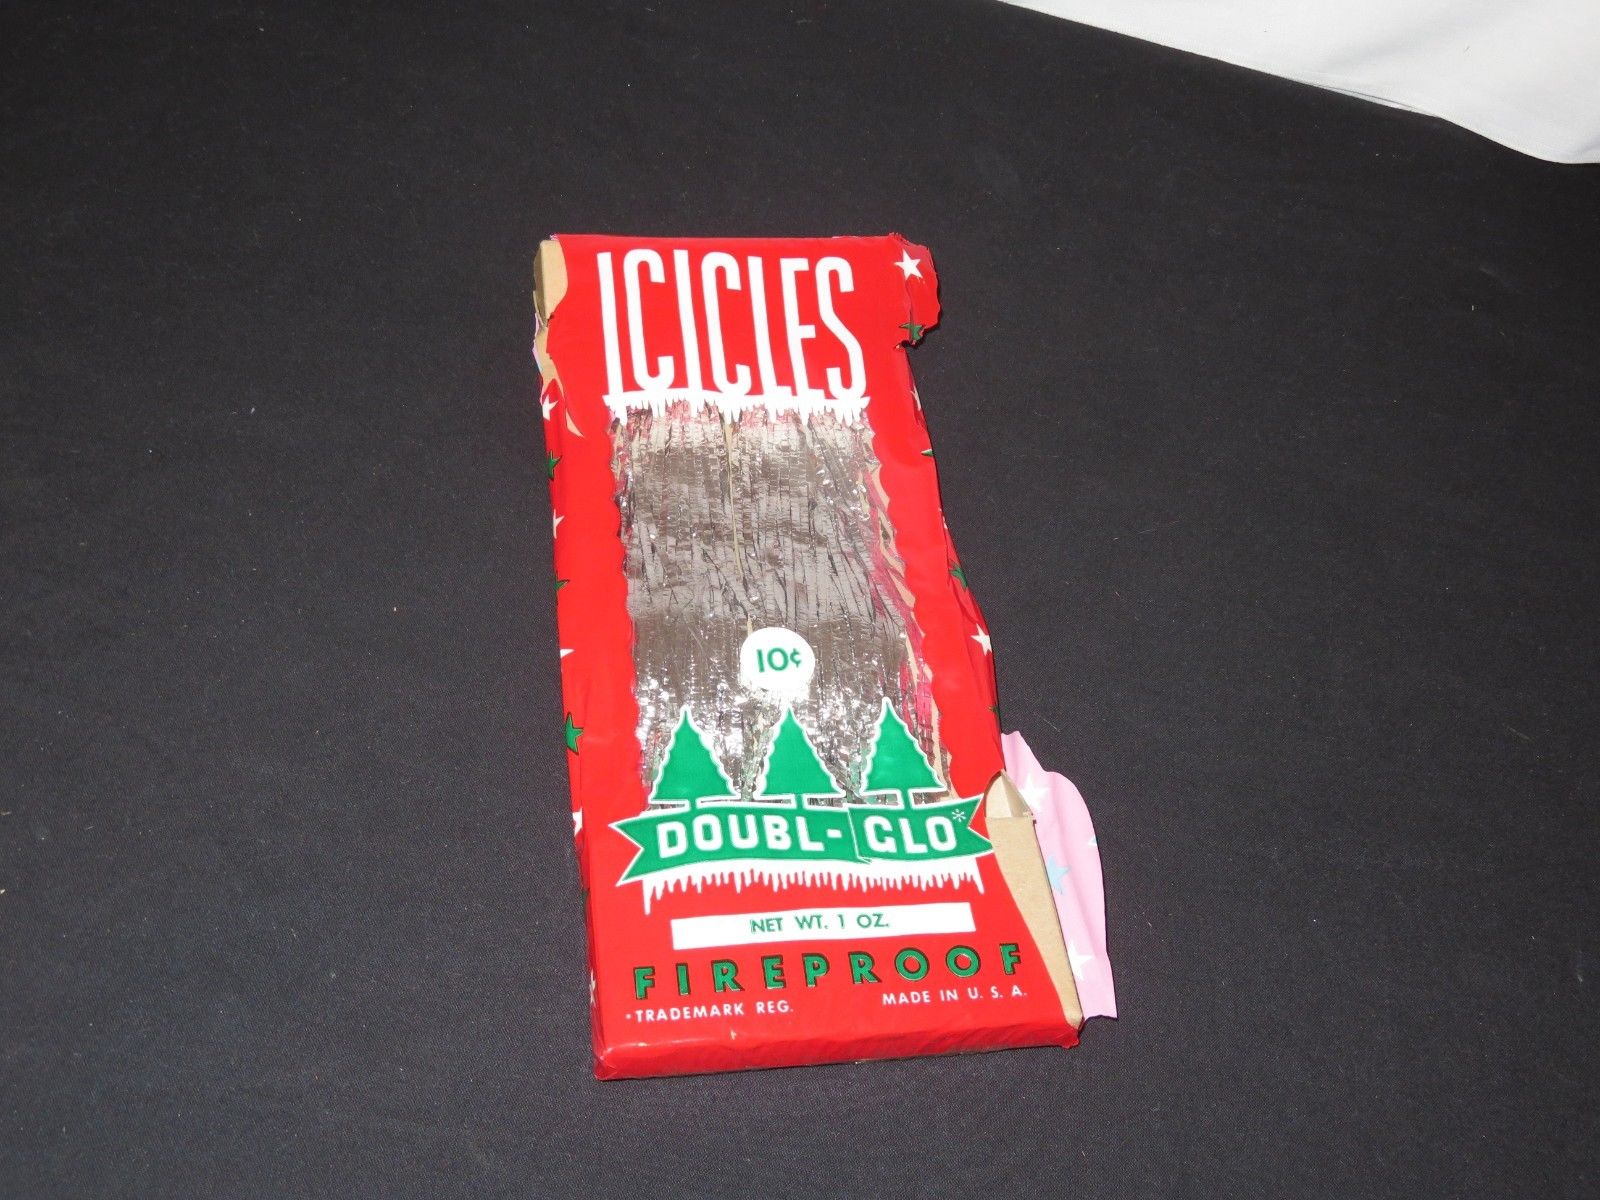 ICICLES
10¢
DOUBL-GLO*
NET WT. 1 OZ.
FIREPROOF
*TRADEMARK REG. MADE IN U. S. A.